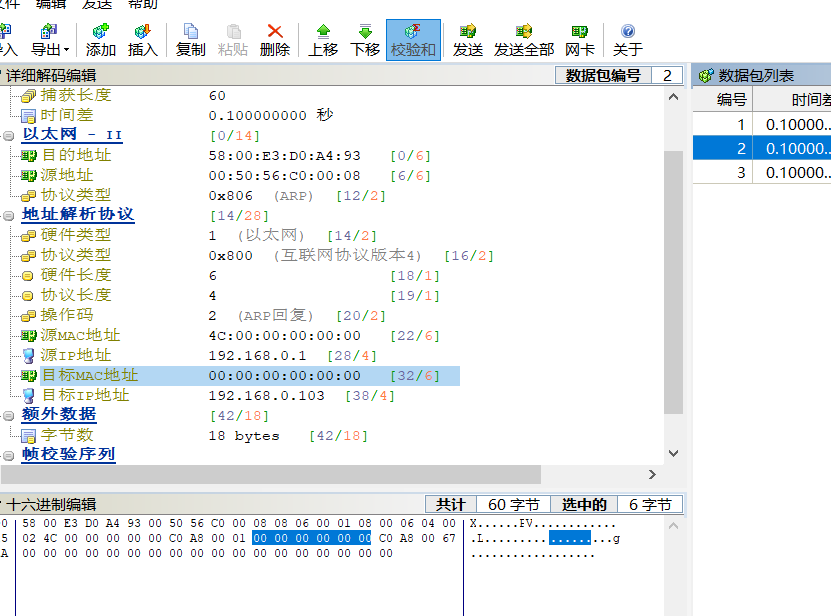 文件 编辑 发送 帮助
导入 导出 添加 插入 复制 粘贴 删除 上移 下移 校验和 发送 发送全部 网卡 关于
详细解码编辑 数据包编号 2
捕获长度 60
时间差 0.100000000 秒
以太网 - II [0/14]
目的地址 58:00:E3:D0:A4:93 [0/6]
源地址 00:50:56:C0:00:08 [6/6]
协议类型 0x806 (ARP) [12/2]
地址解析协议 [14/28]
硬件类型 1 (以太网) [14/2]
协议类型 0x800 (互联网协议版本4) [16/2]
硬件长度 6 [18/1]
协议长度 4 [19/1]
操作码 2 (ARP回复) [20/2]
源MAC地址 4C:00:00:00:00:00 [22/6]
源IP地址 192.168.0.1 [28/4]
目标MAC地址 00:00:00:00:00:00 [32/6]
目标IP地址 192.168.0.103 [38/4]
额外数据 [42/18]
字节数 18 bytes [42/18]
帧校验序列
数据包列表
编号 时间差
1 0.10000...
2 0.10000...
3 0.10000...
十六进制编辑 共计 60 字节 选中的 6 字节
0 58 00 E3 D0 A4 93 00 50 56 C0 00 08 08 06 00 01 08 00 06 04 00 X......PV............
5 02 4C 00 00 00 00 00 C0 A8 00 01 00 00 00 00 00 00 C0 A8 00 67 .L..................g
A 00 00 00 00 00 00 00 00 00 00 00 00 00 00 00 00 00 00 ..................